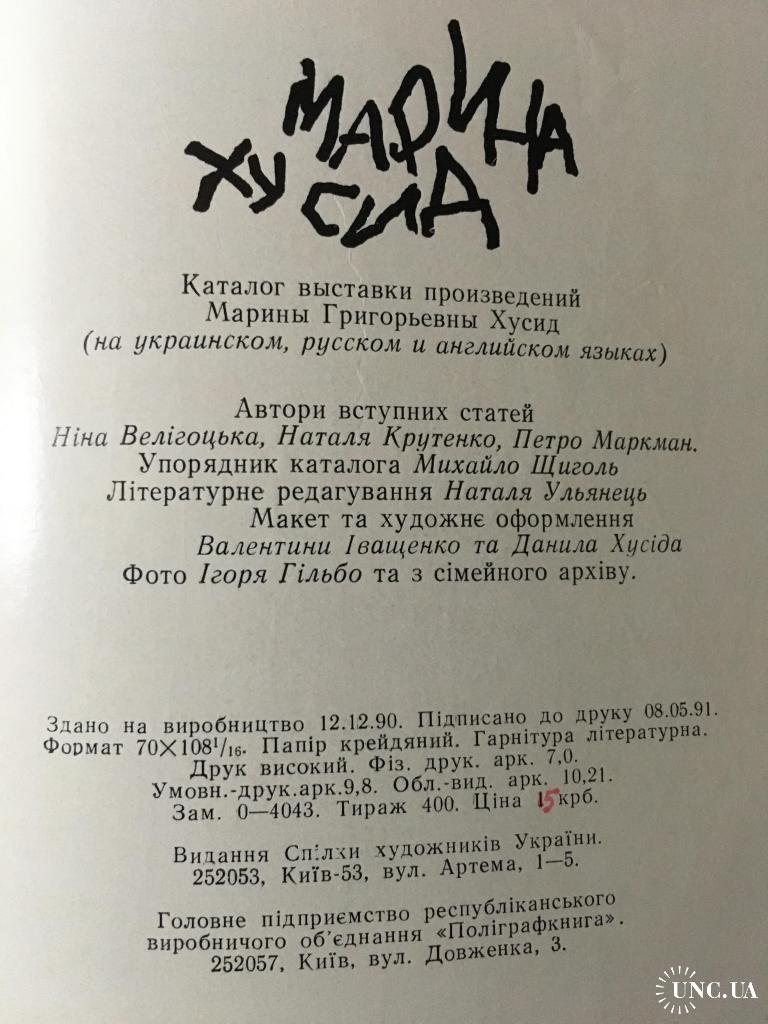 МАРИНА
ХУСИД
Каталог выставки произведений
Марины Григорьевны Хусид
(на украинском, русском и английском языках)
Автори вступних статей
Ніна Велігоцька, Наталя Крутенко, Петро Маркман.
Упорядник каталога Михайло Щиголь
Літературне редагування Наталя Ульянець
Макет та художнє оформлення
Валентини Іващенко та Данила Хусіда
Фото Ігоря Гільбо та з сімейного архіву.
Здано на виробництво 12.12.90. Підписано до друку 08.05.91.
Формат 70×108¹/₁₆. Папір крейдяний. Гарнітура літературна.
Друк високий. Фіз. друк. арк. 7,0.
Умовн.-друк.арк.9,8. Обл.-вид. арк. 10,21.
Зам. 0—4043. Тираж 400. Ціна 15 крб.
Видання Спілки художників України.
252053, Київ-53, вул. Артема, 1—5.
Головне підприємство республіканського
виробничого об’єднання «Поліграфкнига».
252057, Київ, вул. Довженка, 3.
UNC.UA